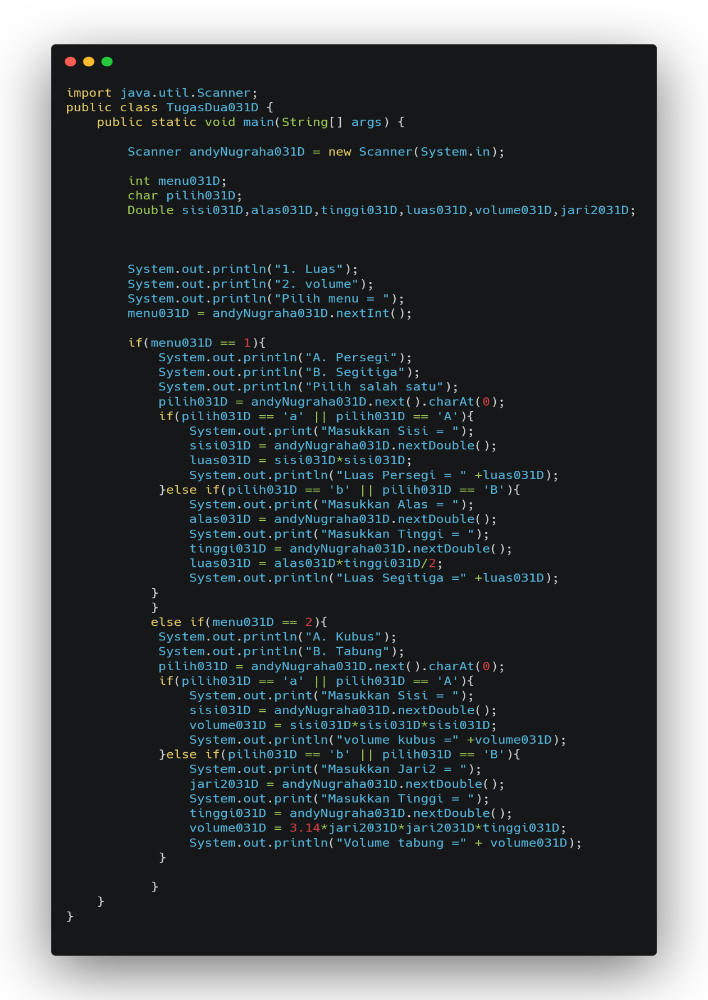 import java.util.Scanner;
public class TugasDua031D {
    public static void main(String[] args) {

        Scanner andyNugraha031D = new Scanner(System.in);

        int menu031D;
        char pilih031D;
        Double sisi031D,alas031D,tinggi031D,luas031D,volume031D,jari2031D;



        System.out.println("1. Luas");
        System.out.println("2. volume");
        System.out.println("Pilih menu = ");
        menu031D = andyNugraha031D.nextInt();

        if(menu031D == 1){
            System.out.println("A. Persegi");
            System.out.println("B. Segitiga");
            System.out.println("Pilih salah satu");
            pilih031D = andyNugraha031D.next().charAt(0);
            if(pilih031D == 'a' || pilih031D == 'A'){
                System.out.print("Masukkan Sisi = ");
                sisi031D = andyNugraha031D.nextDouble();
                luas031D = sisi031D*sisi031D;
                System.out.println("Luas Persegi = " +luas031D);
            }else if(pilih031D == 'b' || pilih031D == 'B'){
                System.out.print("Masukkan Alas = ");
                alas031D = andyNugraha031D.nextDouble();
                System.out.print("Masukkan Tinggi = ");
                tinggi031D = andyNugraha031D.nextDouble();
                luas031D = alas031D*tinggi031D/2;
                System.out.println("Luas Segitiga =" +luas031D);
           }
           }
           else if(menu031D == 2){
            System.out.println("A. Kubus");
            System.out.println("B. Tabung");
            pilih031D = andyNugraha031D.next().charAt(0);
            if(pilih031D == 'a' || pilih031D == 'A'){
                System.out.print("Masukkan Sisi = ");
                sisi031D = andyNugraha031D.nextDouble();
                volume031D = sisi031D*sisi031D*sisi031D;
                System.out.println("volume kubus =" +volume031D);
            }else if(pilih031D == 'b' || pilih031D == 'B'){
                System.out.print("Masukkan Jari2 = ");
                jari2031D = andyNugraha031D.nextDouble();
                System.out.print("Masukkan Tinggi = ");
                tinggi031D = andyNugraha031D.nextDouble();
                volume031D = 3.14*jari2031D*jari2031D*tinggi031D;
                System.out.println("Volume tabung =" + volume031D);
            }

           }
    }
}